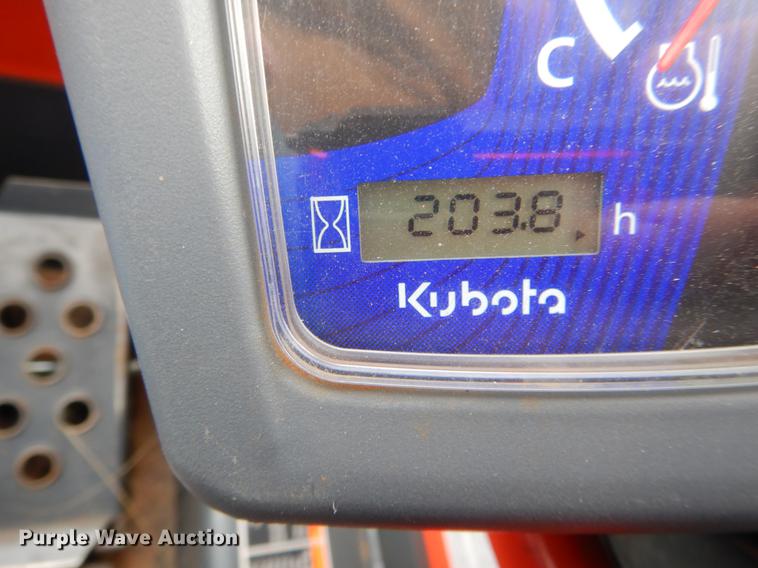 C
203.8 h
Kubota
Purple Wave Auction